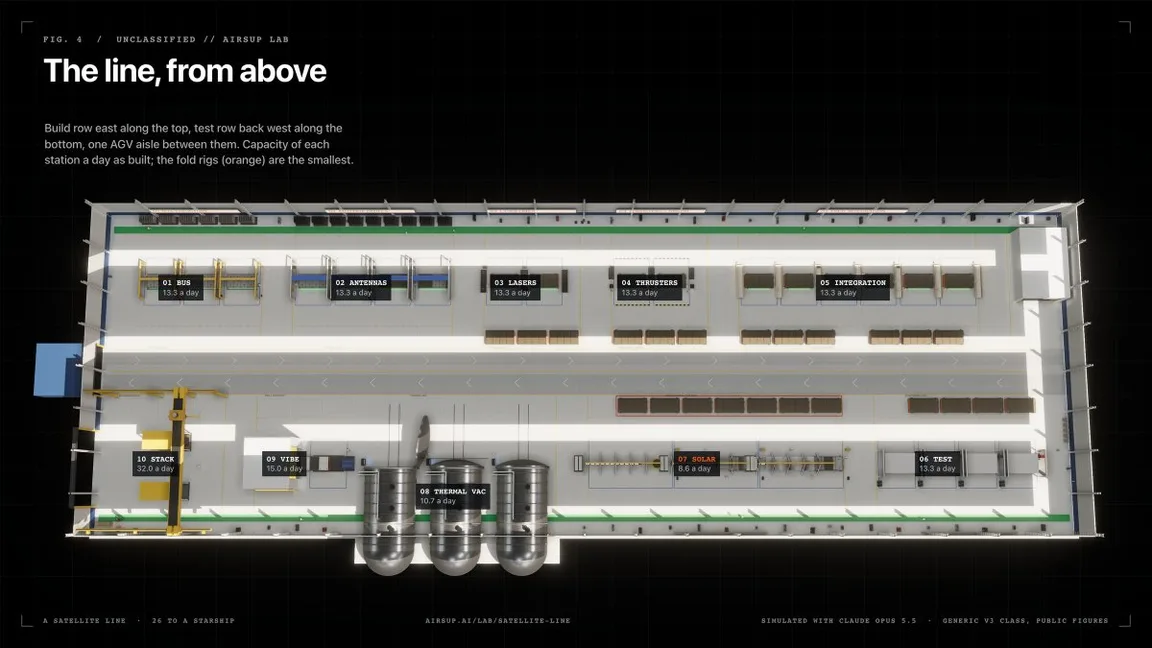 FIG. 4 / UNCLASSIFIED // AIRSUP LAB
The line, from above
Build row east along the top, test row back west along the
bottom, one AGV aisle between them. Capacity of each
station a day as built; the fold rigs (orange) are the smallest.
01 BUS
13.3 a day
02 ANTENNAS
13.3 a day
03 LASERS
13.3 a day
04 THRUSTERS
13.3 a day
05 INTEGRATION
13.3 a day
10 STACK
32.0 a day
09 VIBE
15.0 a day
08 THERMAL VAC
10.7 a day
07 SOLAR
8.6 a day
06 TEST
13.3 a day
A SATELLITE LINE · 26 TO A STARSHIP
AIRSUP.AI/LAB/SATELLITE-LINE
SIMULATED WITH CLAUDE OPUS 5.5 · GENERIC V3 CLASS, PUBLIC FIGURES